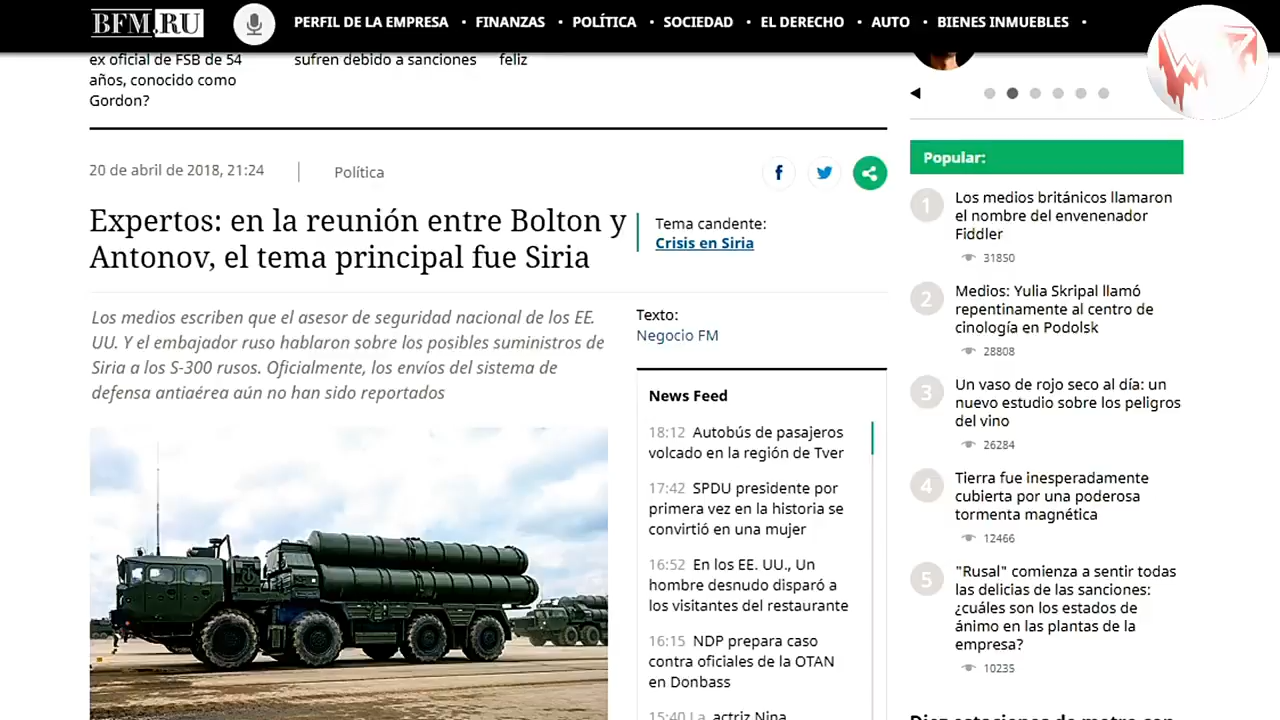 BFM.RU
PERFIL DE LA EMPRESA • FINANZAS • POLÍTICA • SOCIEDAD • EL DERECHO • AUTO • BIENES INMUEBLES •
ex oficial de FSB de 54
años, conocido como
Gordon?
sufren debido a sanciones
feliz
20 de abril de 2018, 21:24
Política
Expertos: en la reunión entre Bolton y
Antonov, el tema principal fue Siria
Tema candente:
Crisis en Siria
Los medios escriben que el asesor de seguridad nacional de los EE.
UU. Y el embajador ruso hablaron sobre los posibles suministros de
Siria a los S-300 rusos. Oficialmente, los envíos del sistema de
defensa antiaérea aún no han sido reportados
Texto:
Negocio FM
News Feed
18:12 Autobús de pasajeros
volcado en la región de Tver
17:42 SPDU presidente por
primera vez en la historia se
convirtió en una mujer
16:52 En los EE. UU., Un
hombre desnudo disparó a
los visitantes del restaurante
16:15 NDP prepara caso
contra oficiales de la OTAN
en Donbass
15:40 La actriz Nina
Popular:
1
Los medios británicos llamaron
el nombre del envenenador
Fiddler
31850
2
Medios: Yulia Skripal llamó
repentinamente al centro de
cinología en Podolsk
28808
3
Un vaso de rojo seco al día: un
nuevo estudio sobre los peligros
del vino
26284
4
Tierra fue inesperadamente
cubierta por una poderosa
tormenta magnética
12466
5
"Rusal" comienza a sentir todas
las delicias de las sanciones:
¿cuáles son los estados de
ánimo en las plantas de la
empresa?
10235